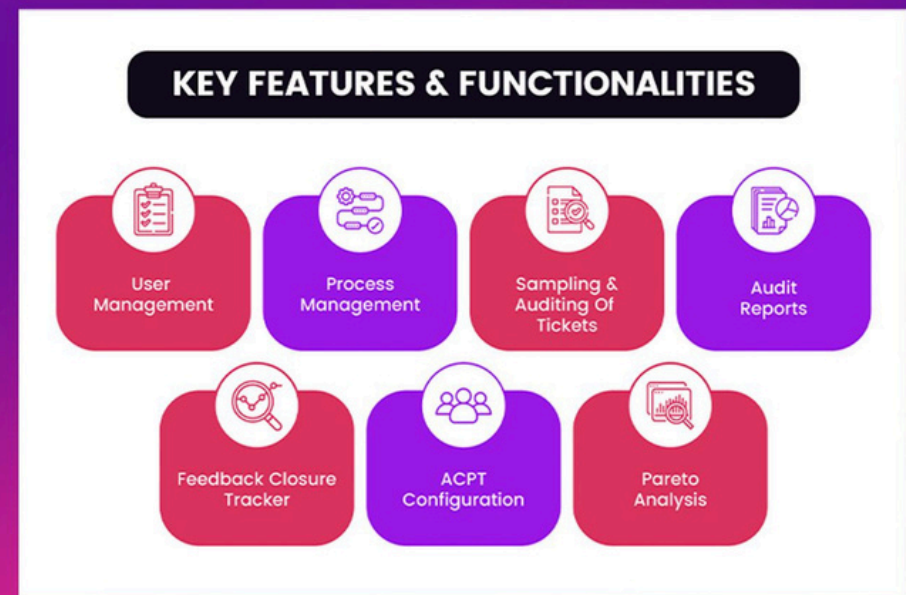 KEY FEATURES & FUNCTIONALITIES
User
Management
Process
Management
Sampling &
Auditing Of
Tickets
Audit
Reports
Feedback Closure
Tracker
ACPT
Configuration
Pareto
Analysis